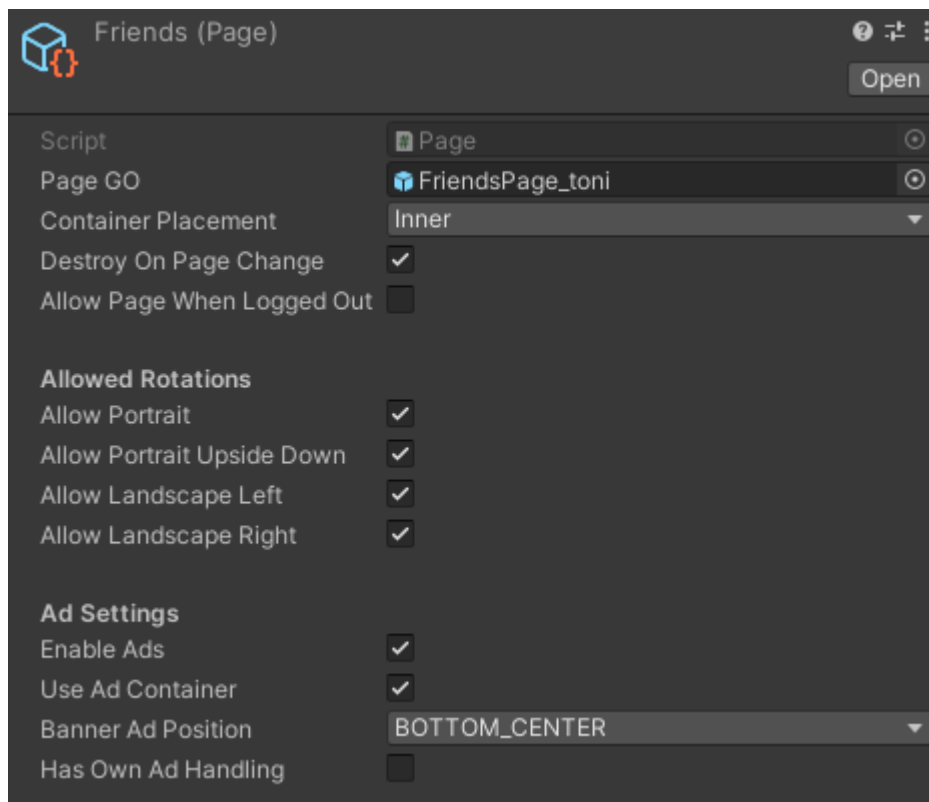 Friends (Page)
Open
Script Page
Page GO FriendsPage_toni
Container Placement Inner
Destroy On Page Change
Allow Page When Logged Out
Allowed Rotations
Allow Portrait
Allow Portrait Upside Down
Allow Landscape Left
Allow Landscape Right
Ad Settings
Enable Ads
Use Ad Container
Banner Ad Position BOTTOM_CENTER
Has Own Ad Handling